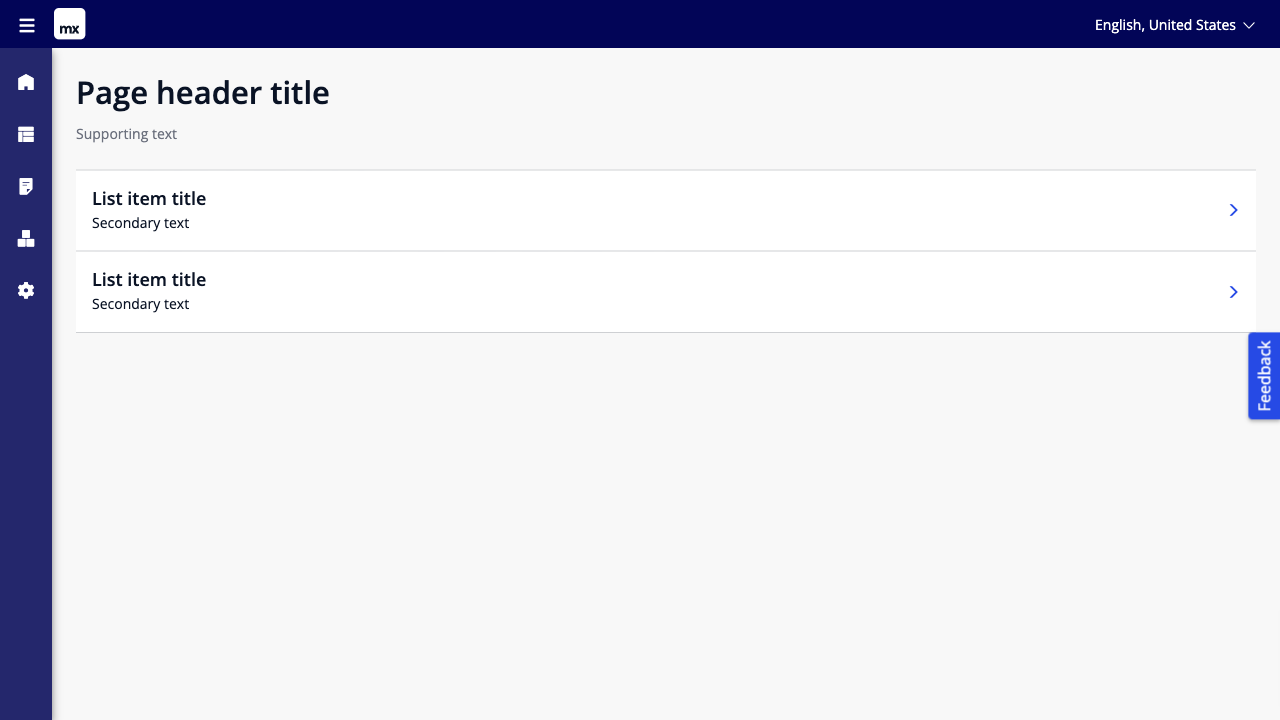 mx
English, United States
Page header title
Supporting text
List item title
Secondary text
List item title
Secondary text
Feedback